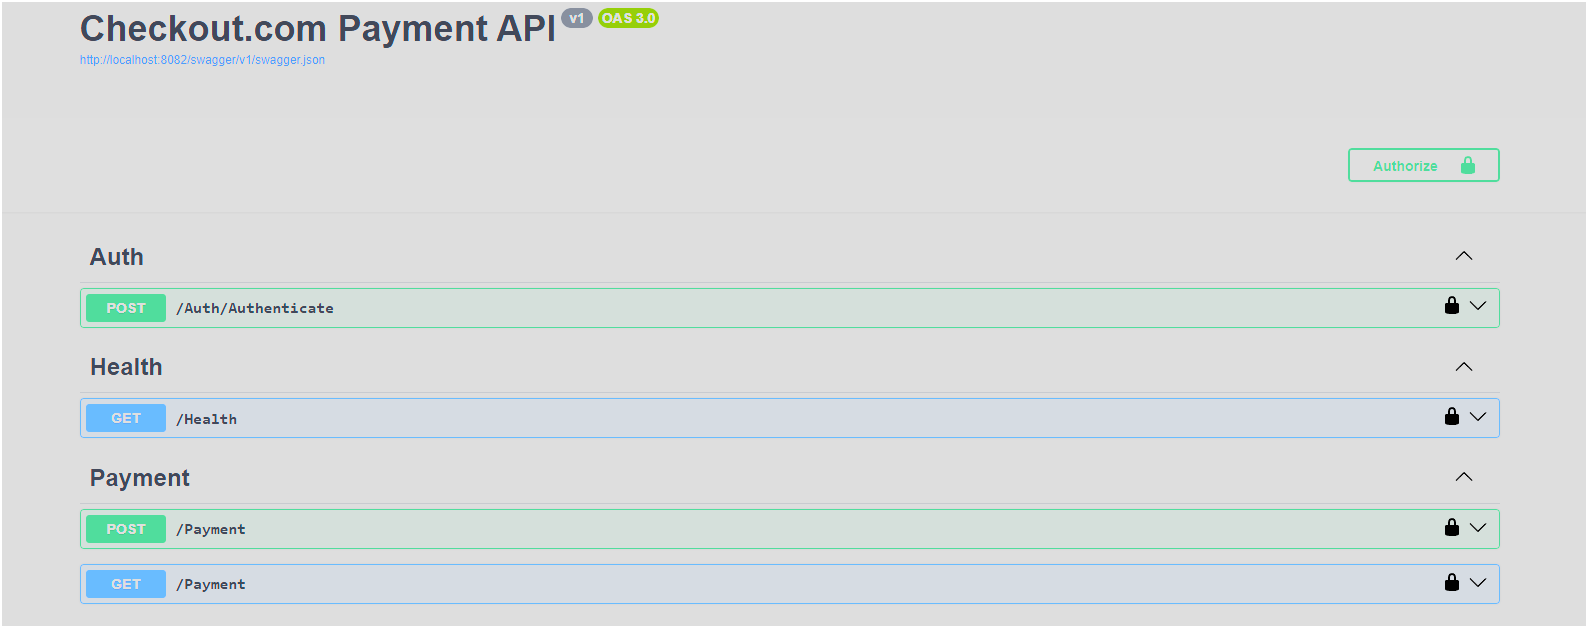 Checkout.com Payment API v1 OAS 3.0
http://localhost:8082/swagger/v1/swagger.json
Authorize
Auth
POST /Auth/Authenticate
Health
GET /Health
Payment
POST /Payment
GET /Payment